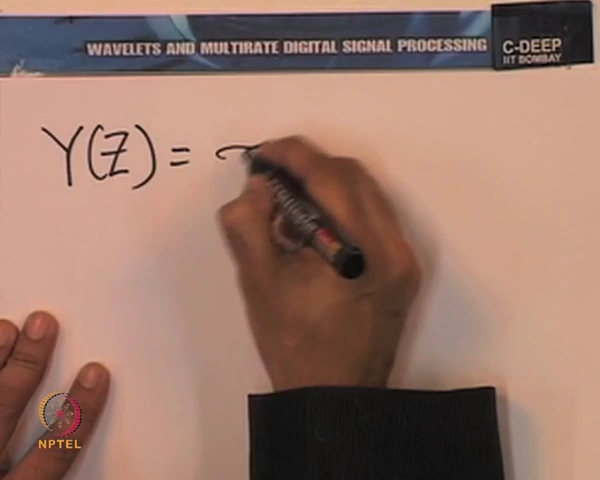 WAVELETS AND MULTIRATE DIGITAL SIGNAL PROCESSING
C-DEEP
IIT BOMBAY
Y(Z) =
NPTEL